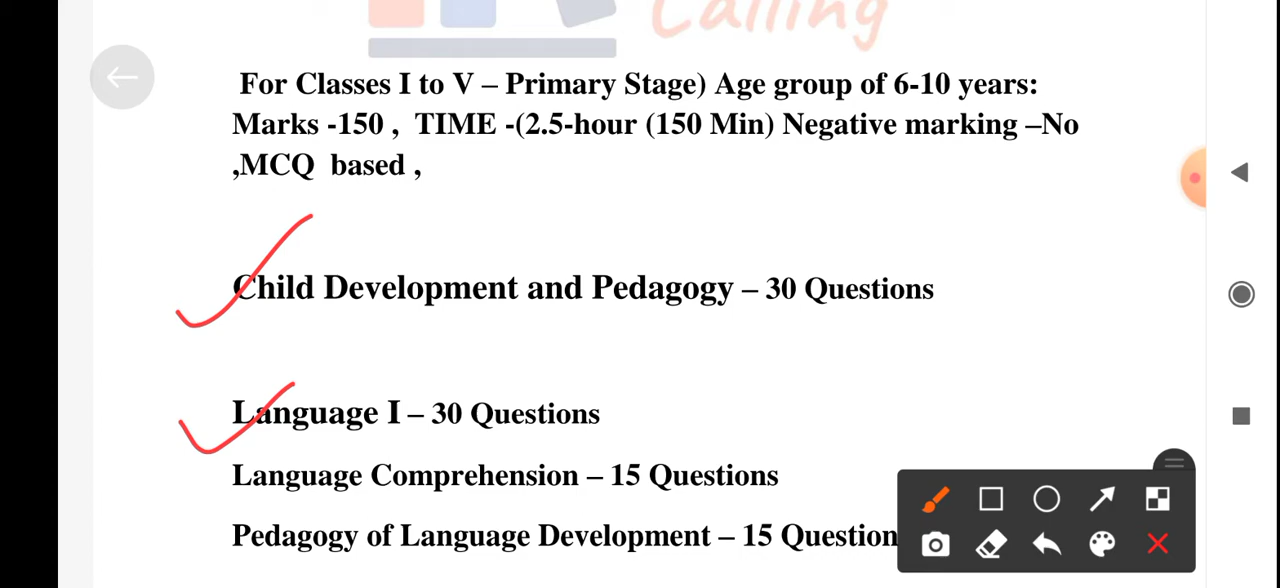 Calling
For Classes I to V – Primary Stage) Age group of 6-10 years:
Marks -150 , TIME -(2.5-hour (150 Min) Negative marking –No
,MCQ based ,
Child Development and Pedagogy – 30 Questions
Language I – 30 Questions
Language Comprehension – 15 Questions
Pedagogy of Language Development – 15 Question